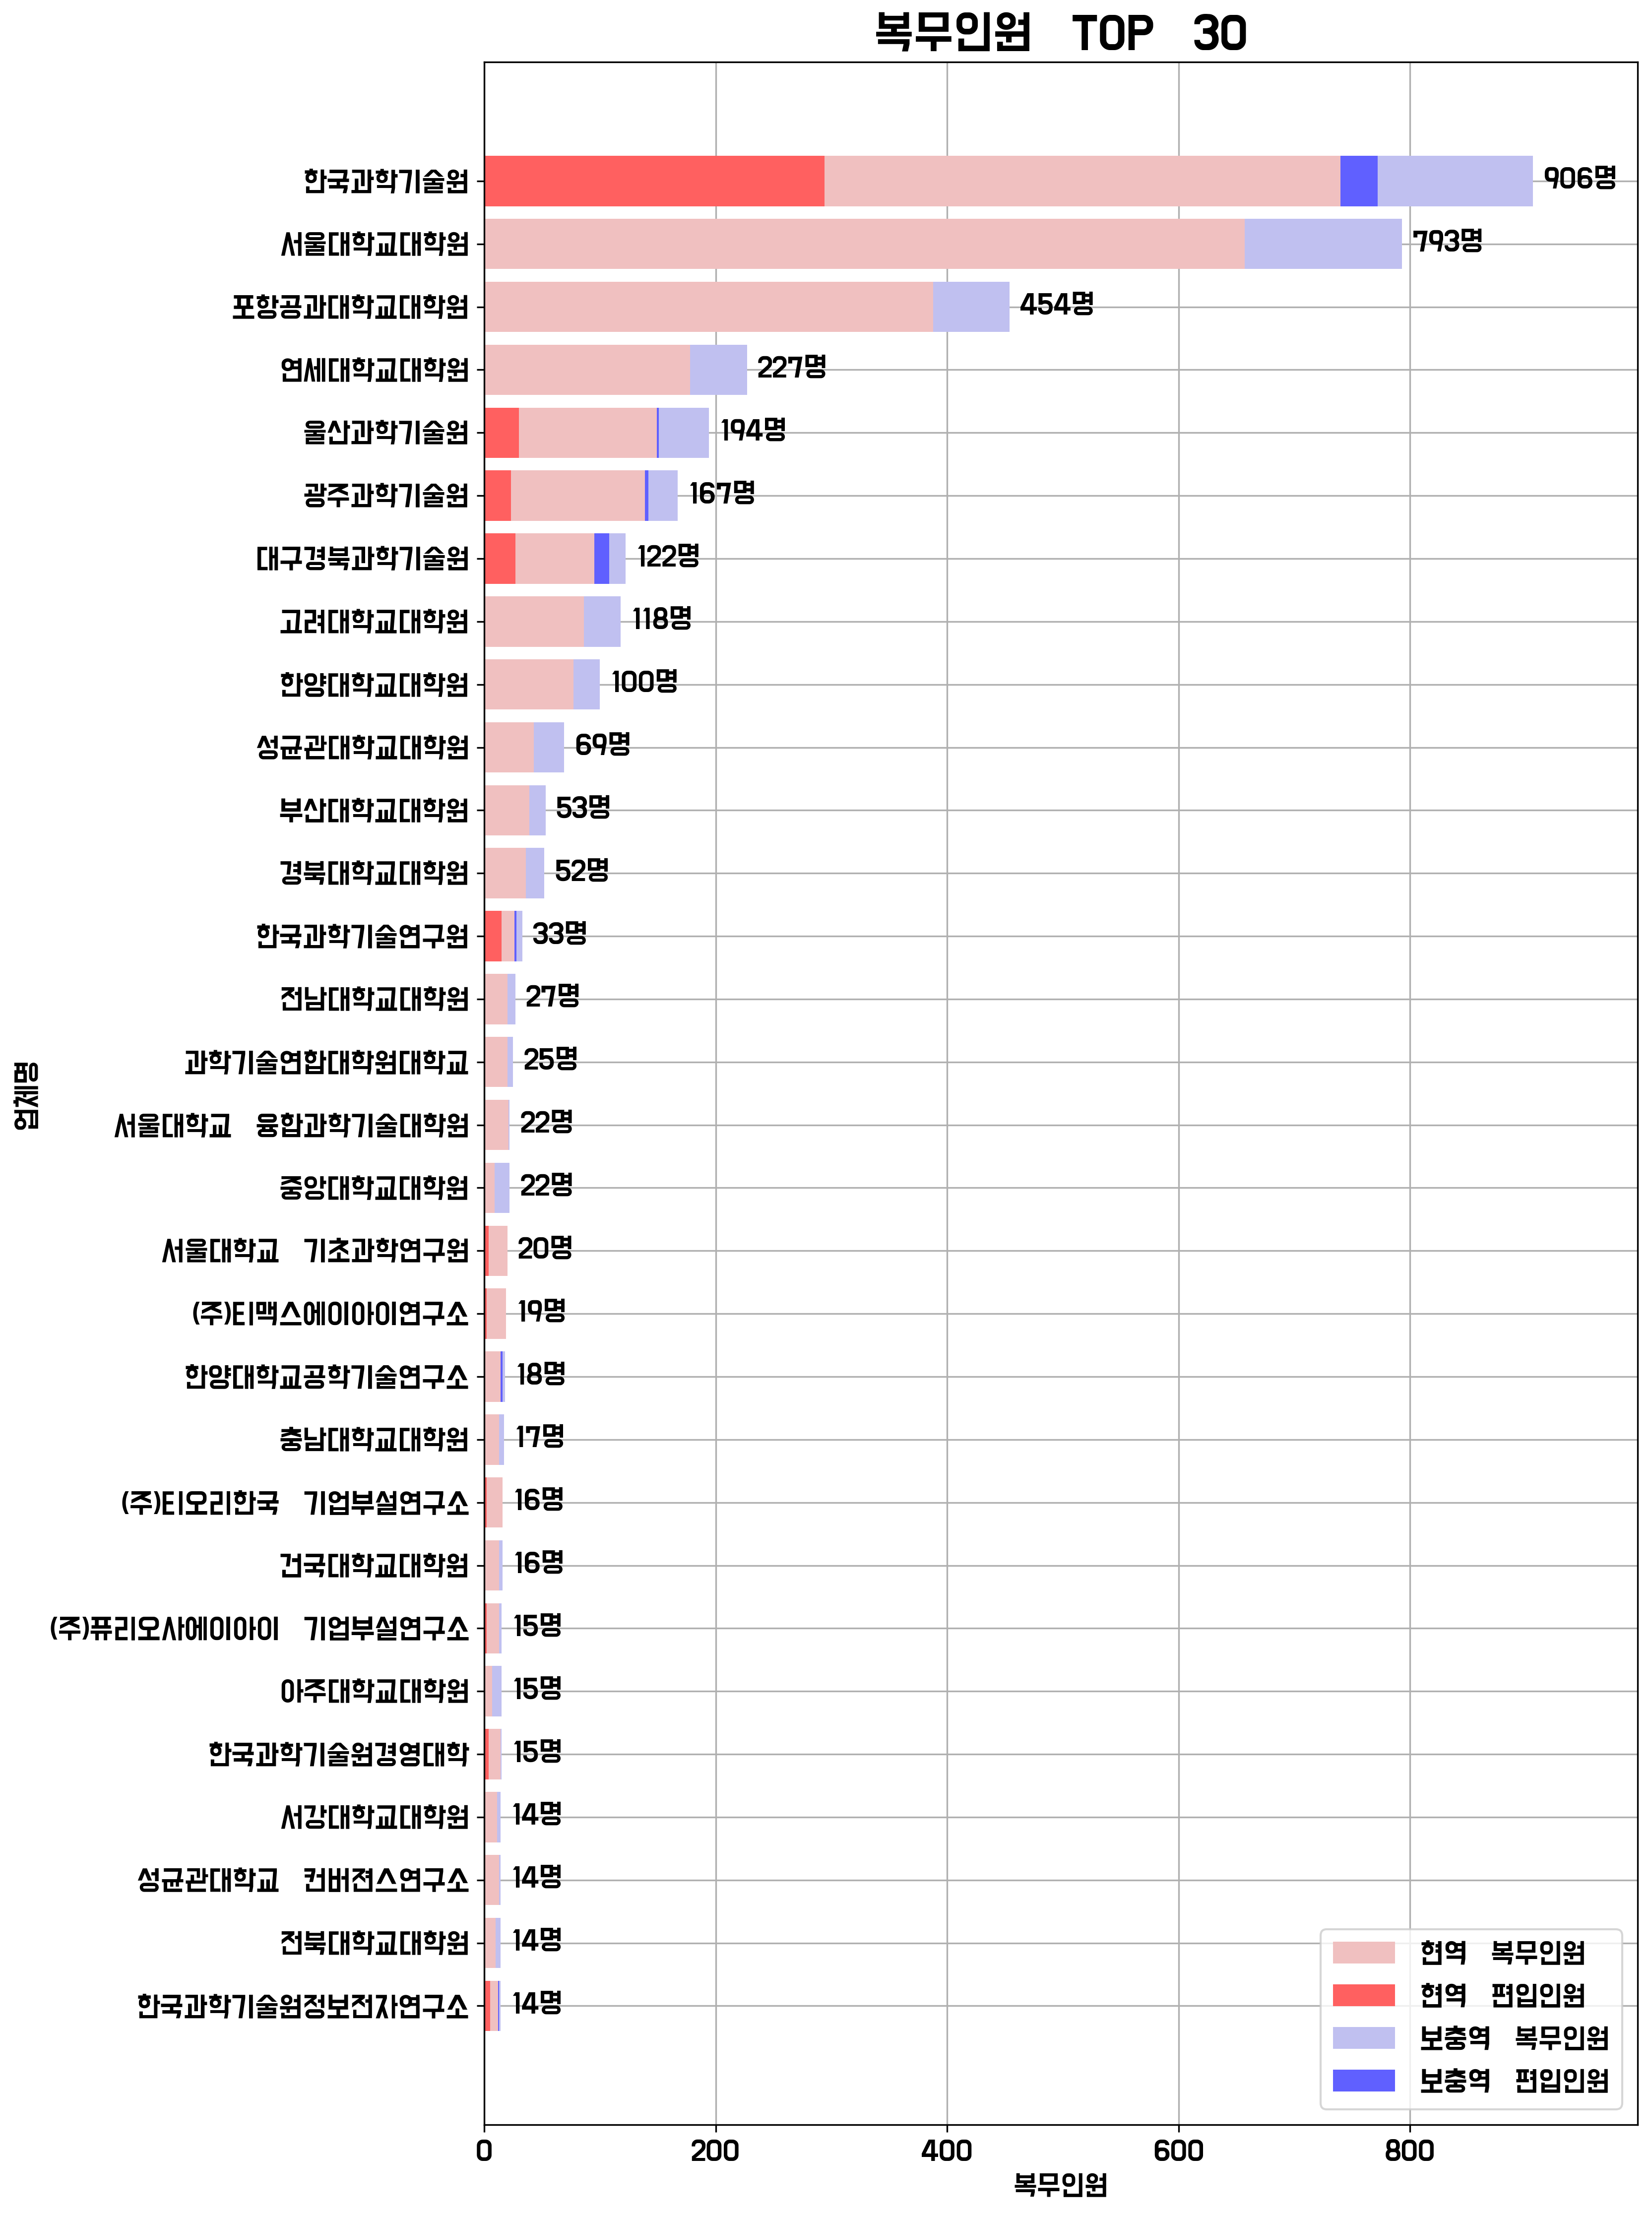 복무인원 TOP 30
한국과학기술원 906명
서울대학교대학원 793명
포항공과대학교대학원 454명
연세대학교대학원 227명
울산과학기술원 194명
광주과학기술원 167명
대구경북과학기술원 122명
고려대학교대학원 118명
한양대학교대학원 100명
성균관대학교대학원 69명
부산대학교대학원 53명
경북대학교대학원 52명
한국과학기술연구원 33명
전남대학교대학원 27명
과학기술연합대학원대학교 25명
서울대학교 융합과학기술대학원 22명
중앙대학교대학원 22명
서울대학교 기초과학연구원 20명
(주)티맥스에이아이연구소 19명
한양대학교공학기술연구소 18명
충남대학교대학원 17명
(주)티오리한국 기업부설연구소 16명
건국대학교대학원 16명
(주)퓨리오사에이아이 기업부설연구소 15명
아주대학교대학원 15명
한국과학기술원경영대학 15명
서강대학교대학원 14명
성균관대학교 컨버젼스연구소 14명
전북대학교대학원 14명
한국과학기술원정보전자연구소 14명
업체명
현역 복무인원
현역 편입인원
보충역 복무인원
보충역 편입인원
0 200 400 600 800
복무인원